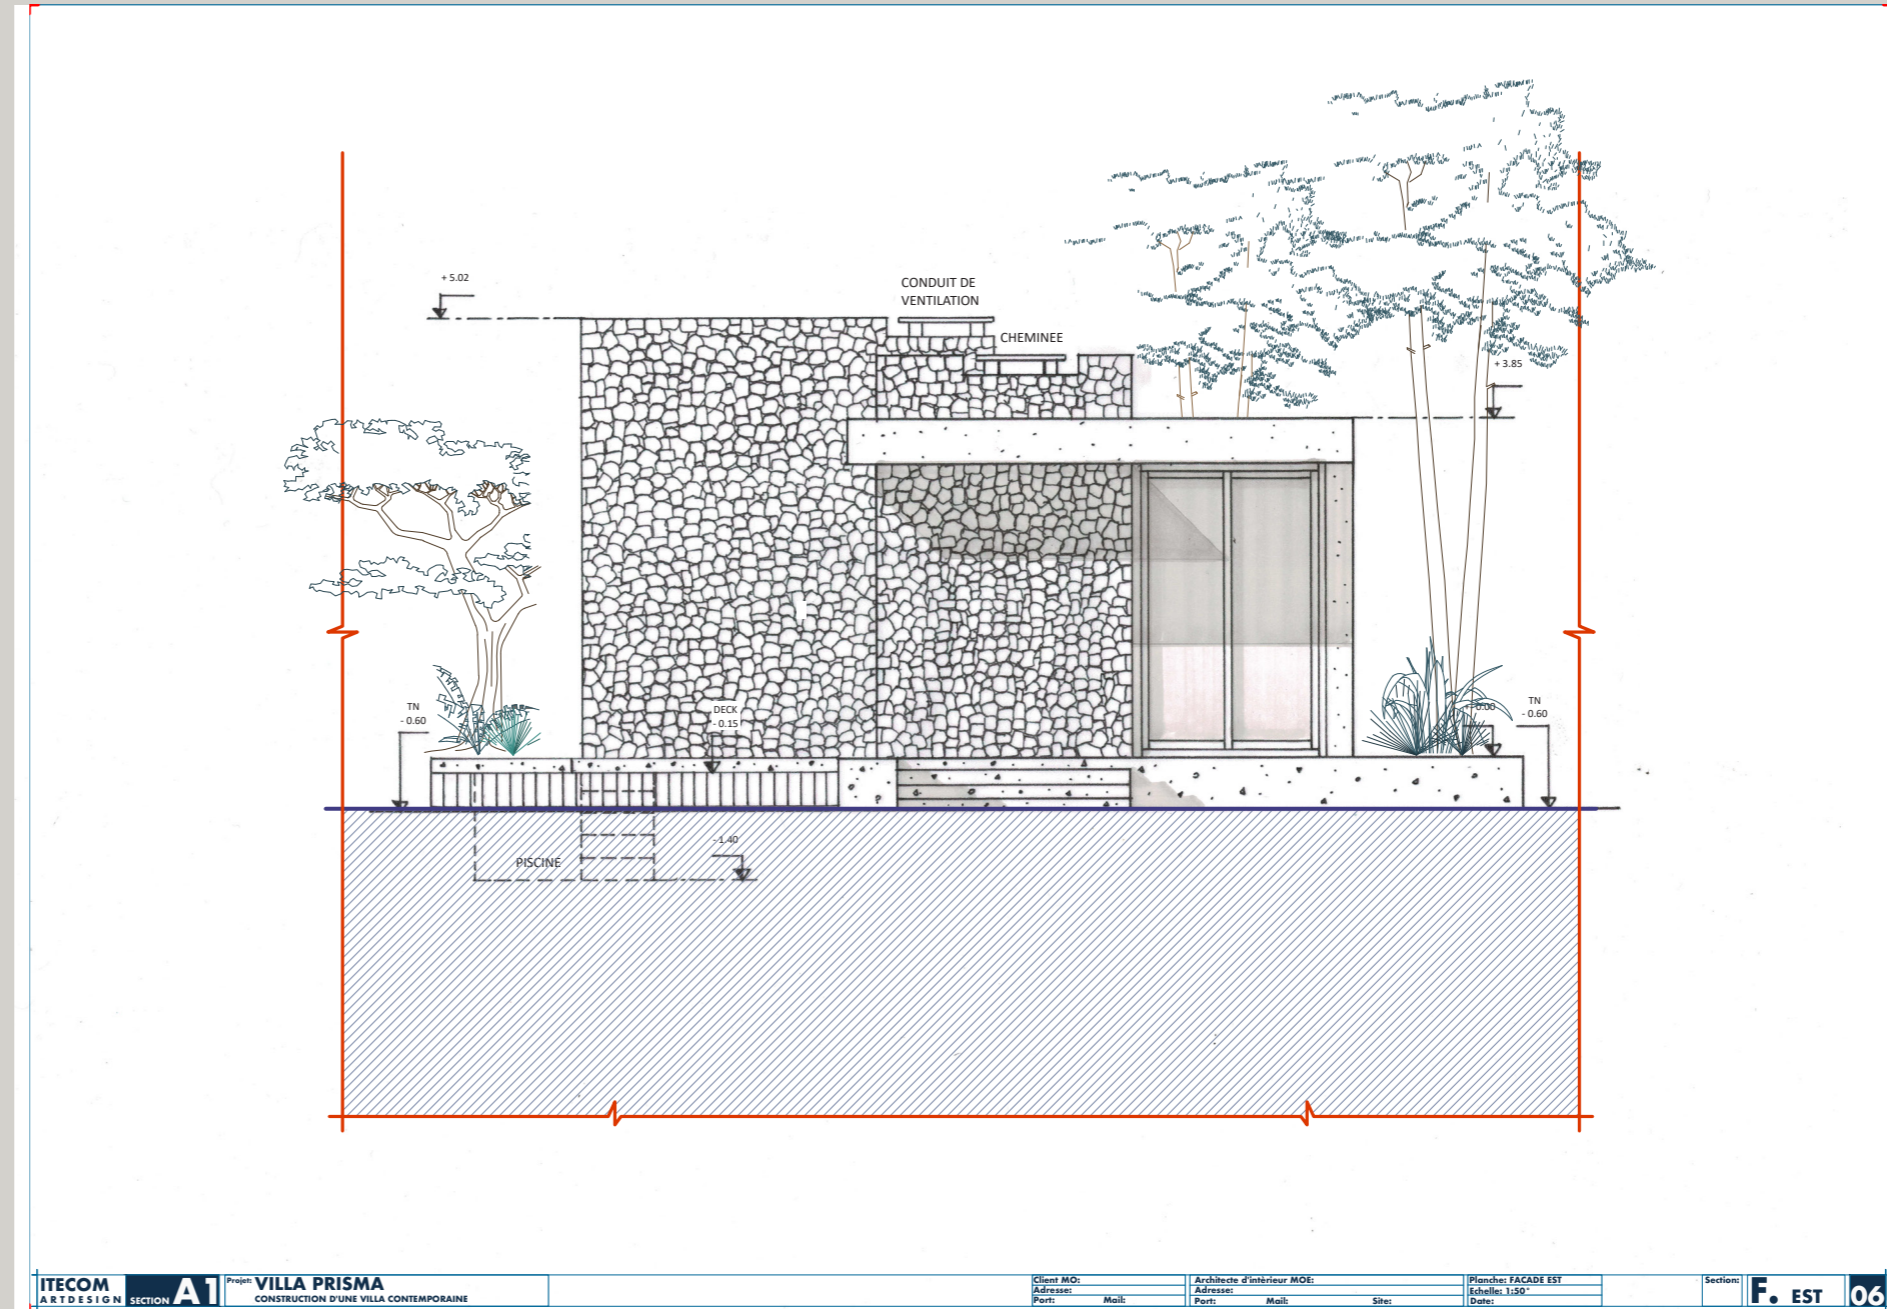 + 5.02
CONDUIT DE
VENTILATION
CHEMINEE
+ 3.85
TN
- 0.60
DECK
- 0.15
+- 0.00
TN
- 0.60
- 1.40
PISCINE
ITECOM
ARTDESIGN
SECTION A1
Projet: VILLA PRISMA
CONSTRUCTION D'UNE VILLA CONTEMPORAINE
Client MO:
Adresse:
Port: Mail:
Architecte d'intèrieur MOE:
Adresse:
Port: Mail: Site:
Planche: FACADE EST
Echelle: 1:50°
Date:
Section:
F. EST
06